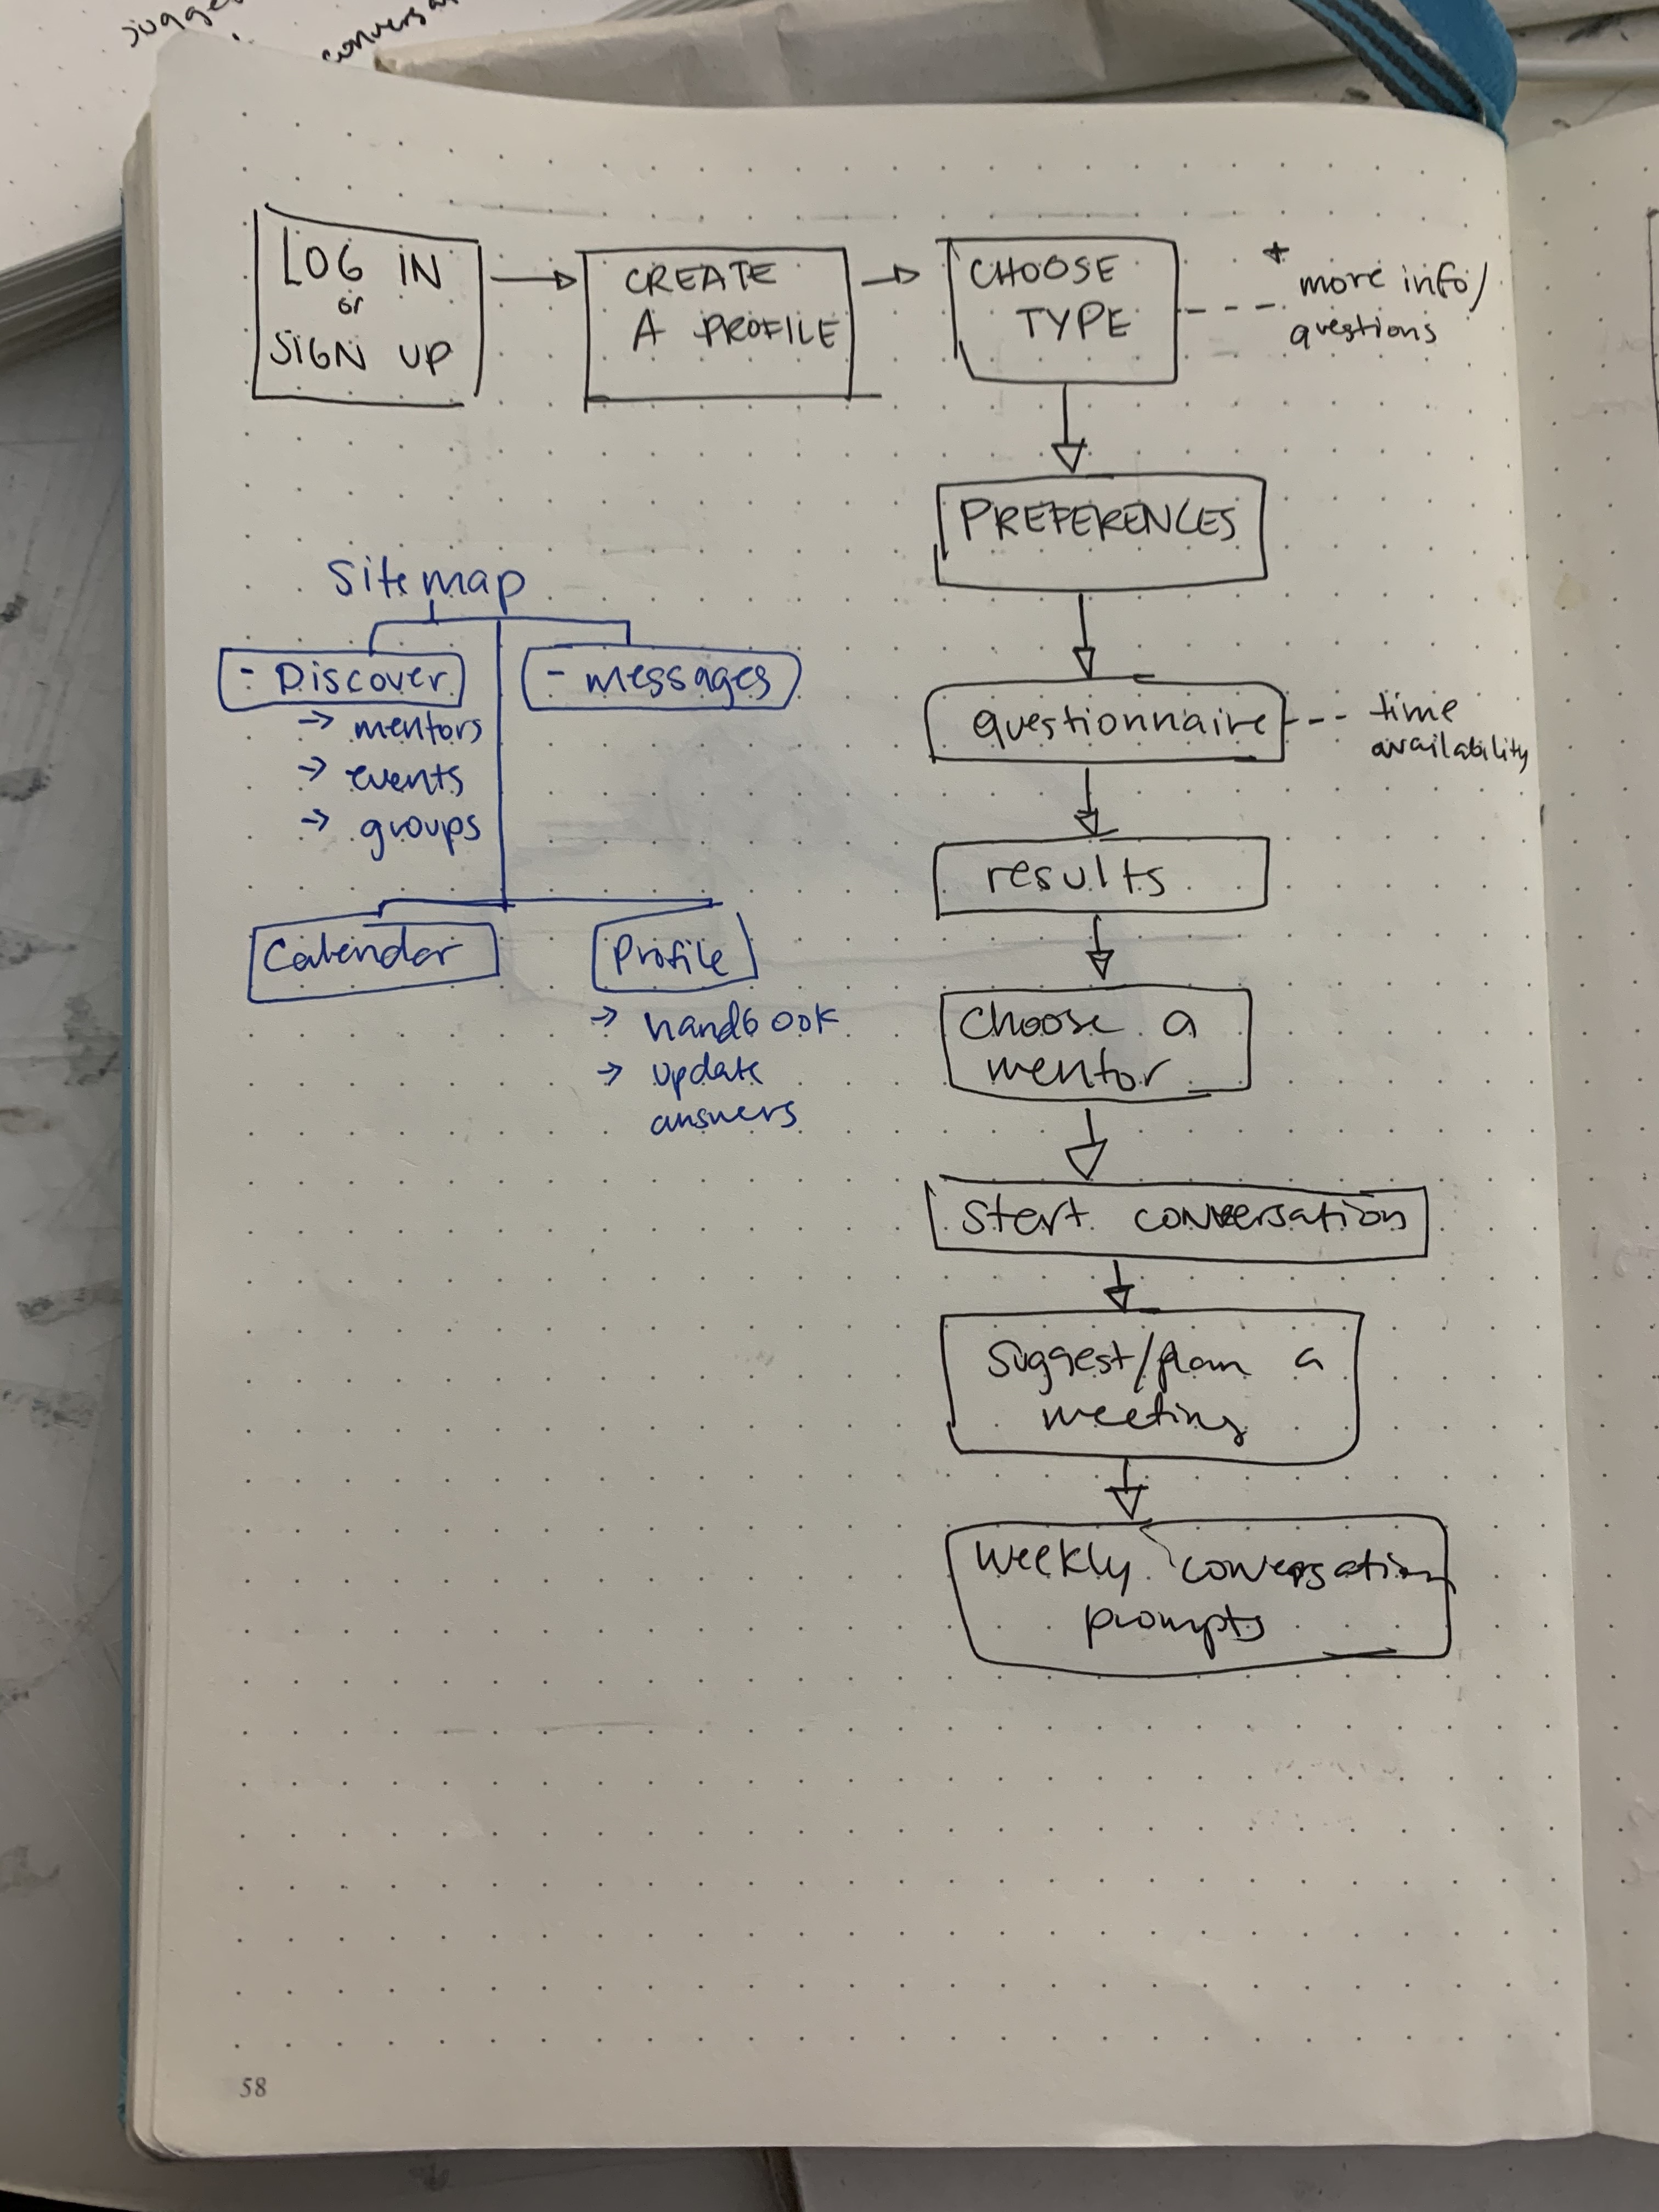 LOG IN
or
SIGN UP
CREATE
A PROFILE
CHOOSE
TYPE
+
more info/
questions
PREFERENCES
questionnaire
time
availability
results
choose a
mentor
Start conversation
Suggest/plan a
meeting
weekly conversation
prompts
Sitemap
- Discover
→ mentors
→ events
→ groups
- messages
Calendar
Profile
→ handbook
→ update
answers
58